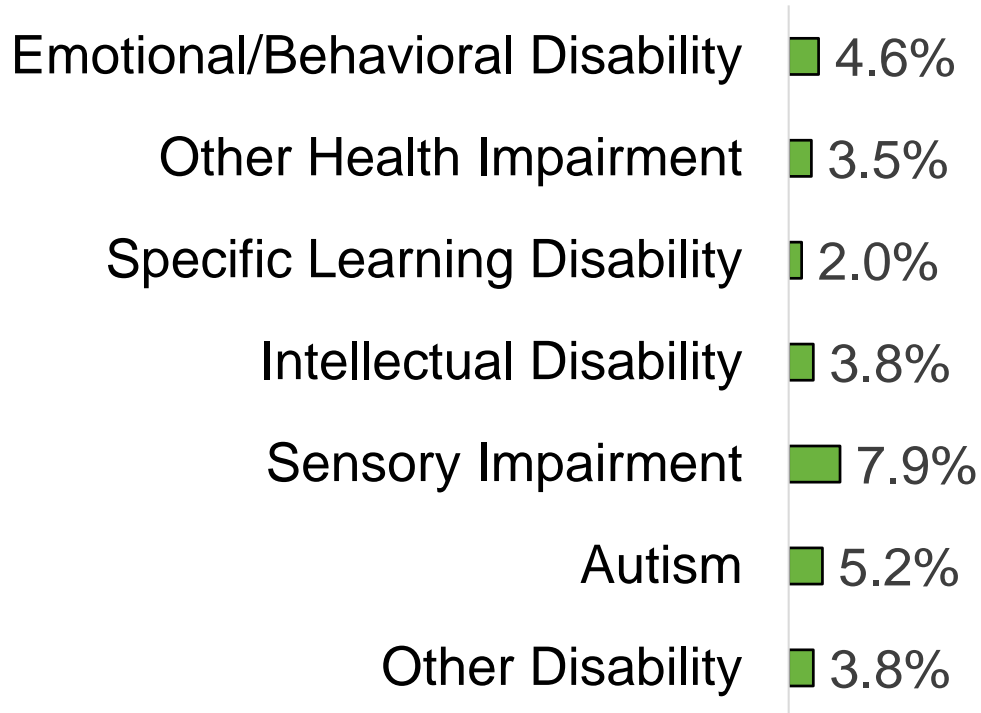 Emotional/Behavioral Disability 4.6%
Other Health Impairment 3.5%
Specific Learning Disability 2.0%
Intellectual Disability 3.8%
Sensory Impairment 7.9%
Autism 5.2%
Other Disability 3.8%